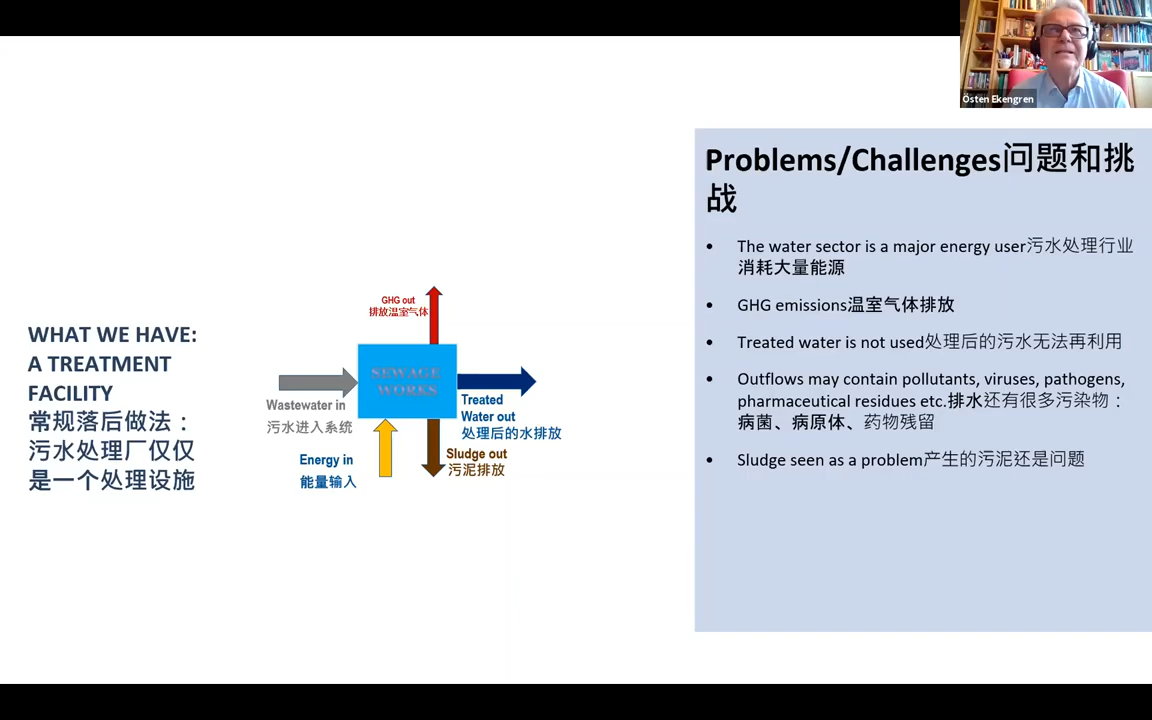 Östen Ekengren
Problems/Challenges问题和挑
战
• The water sector is a major energy user污水处理行业
消耗大量能源
• GHG emissions温室气体排放
• Treated water is not used处理后的污水无法再利用
• Outflows may contain pollutants, viruses, pathogens,
pharmaceutical residues etc.排水还有很多污染物：
病菌、病原体、药物残留
• Sludge seen as a problem产生的污泥还是问题
WHAT WE HAVE:
A TREATMENT
FACILITY
常规落后做法：
污水处理厂仅仅
是一个处理设施
GHG out
排放温室气体
SEWAGE
WORKS
Wastewater in
污水进入系统
Treated
Water out
处理后的水排放
Energy in
能量输入
Sludge out
污泥排放